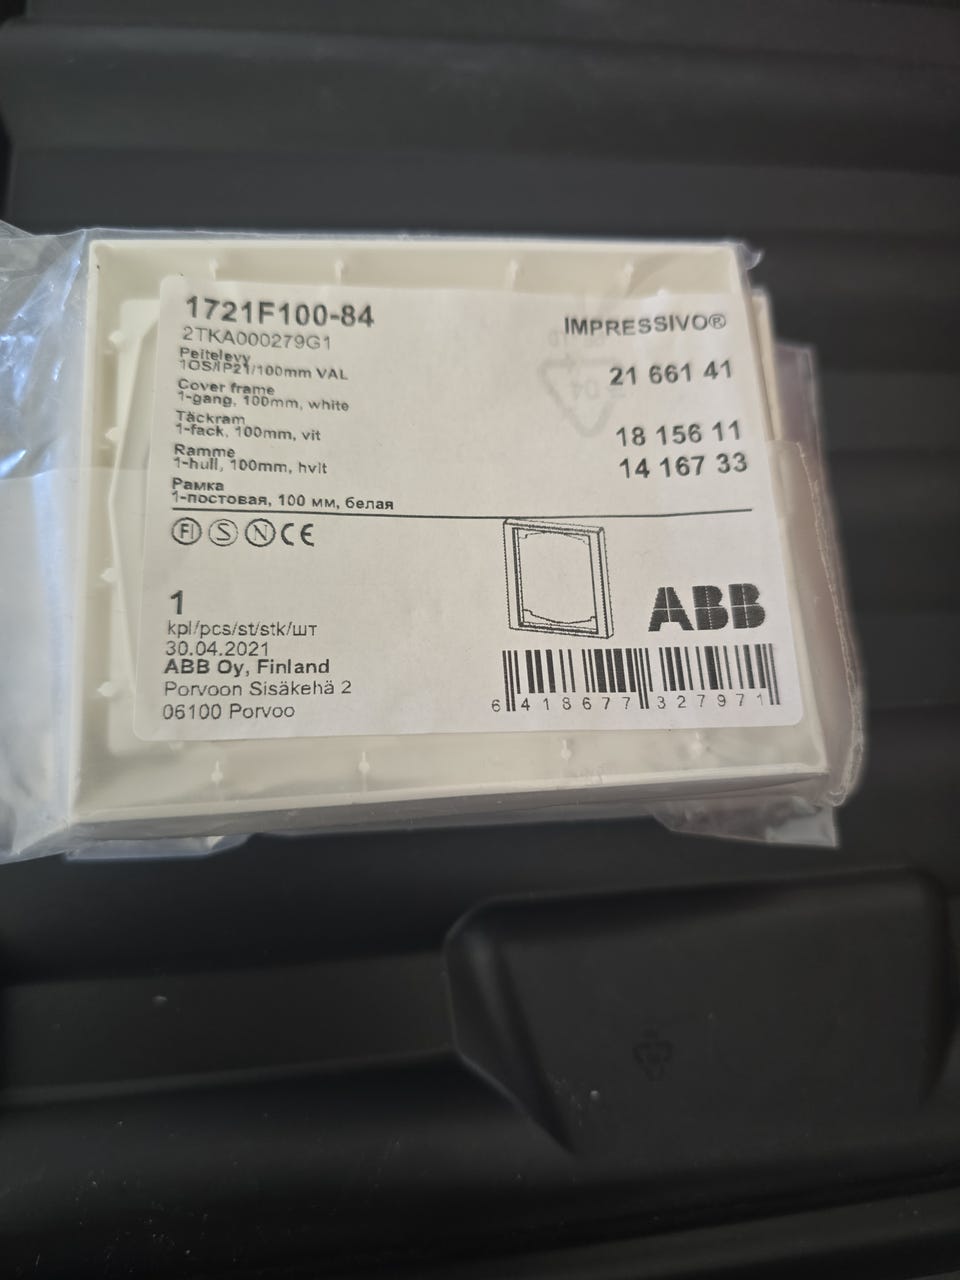 1721F100-84
2TKA000279G1
IMPRESSIVO®
Peitelevy
1OS/IP21/100mm VAL
21 661 41
Cover frame
1-gang, 100mm, white
Täckram
1-fack, 100mm, vit
18 156 11
Ramme
1-hull, 100mm, hvit
14 167 33
Рамка
1-постовая, 100 мм, белая
FI S N CE
1
kpl/pcs/st/stk/шт
30.04.2021
ABB Oy, Finland
Porvoon Sisäkehä 2
06100 Porvoo
ABB
6 418677 327971